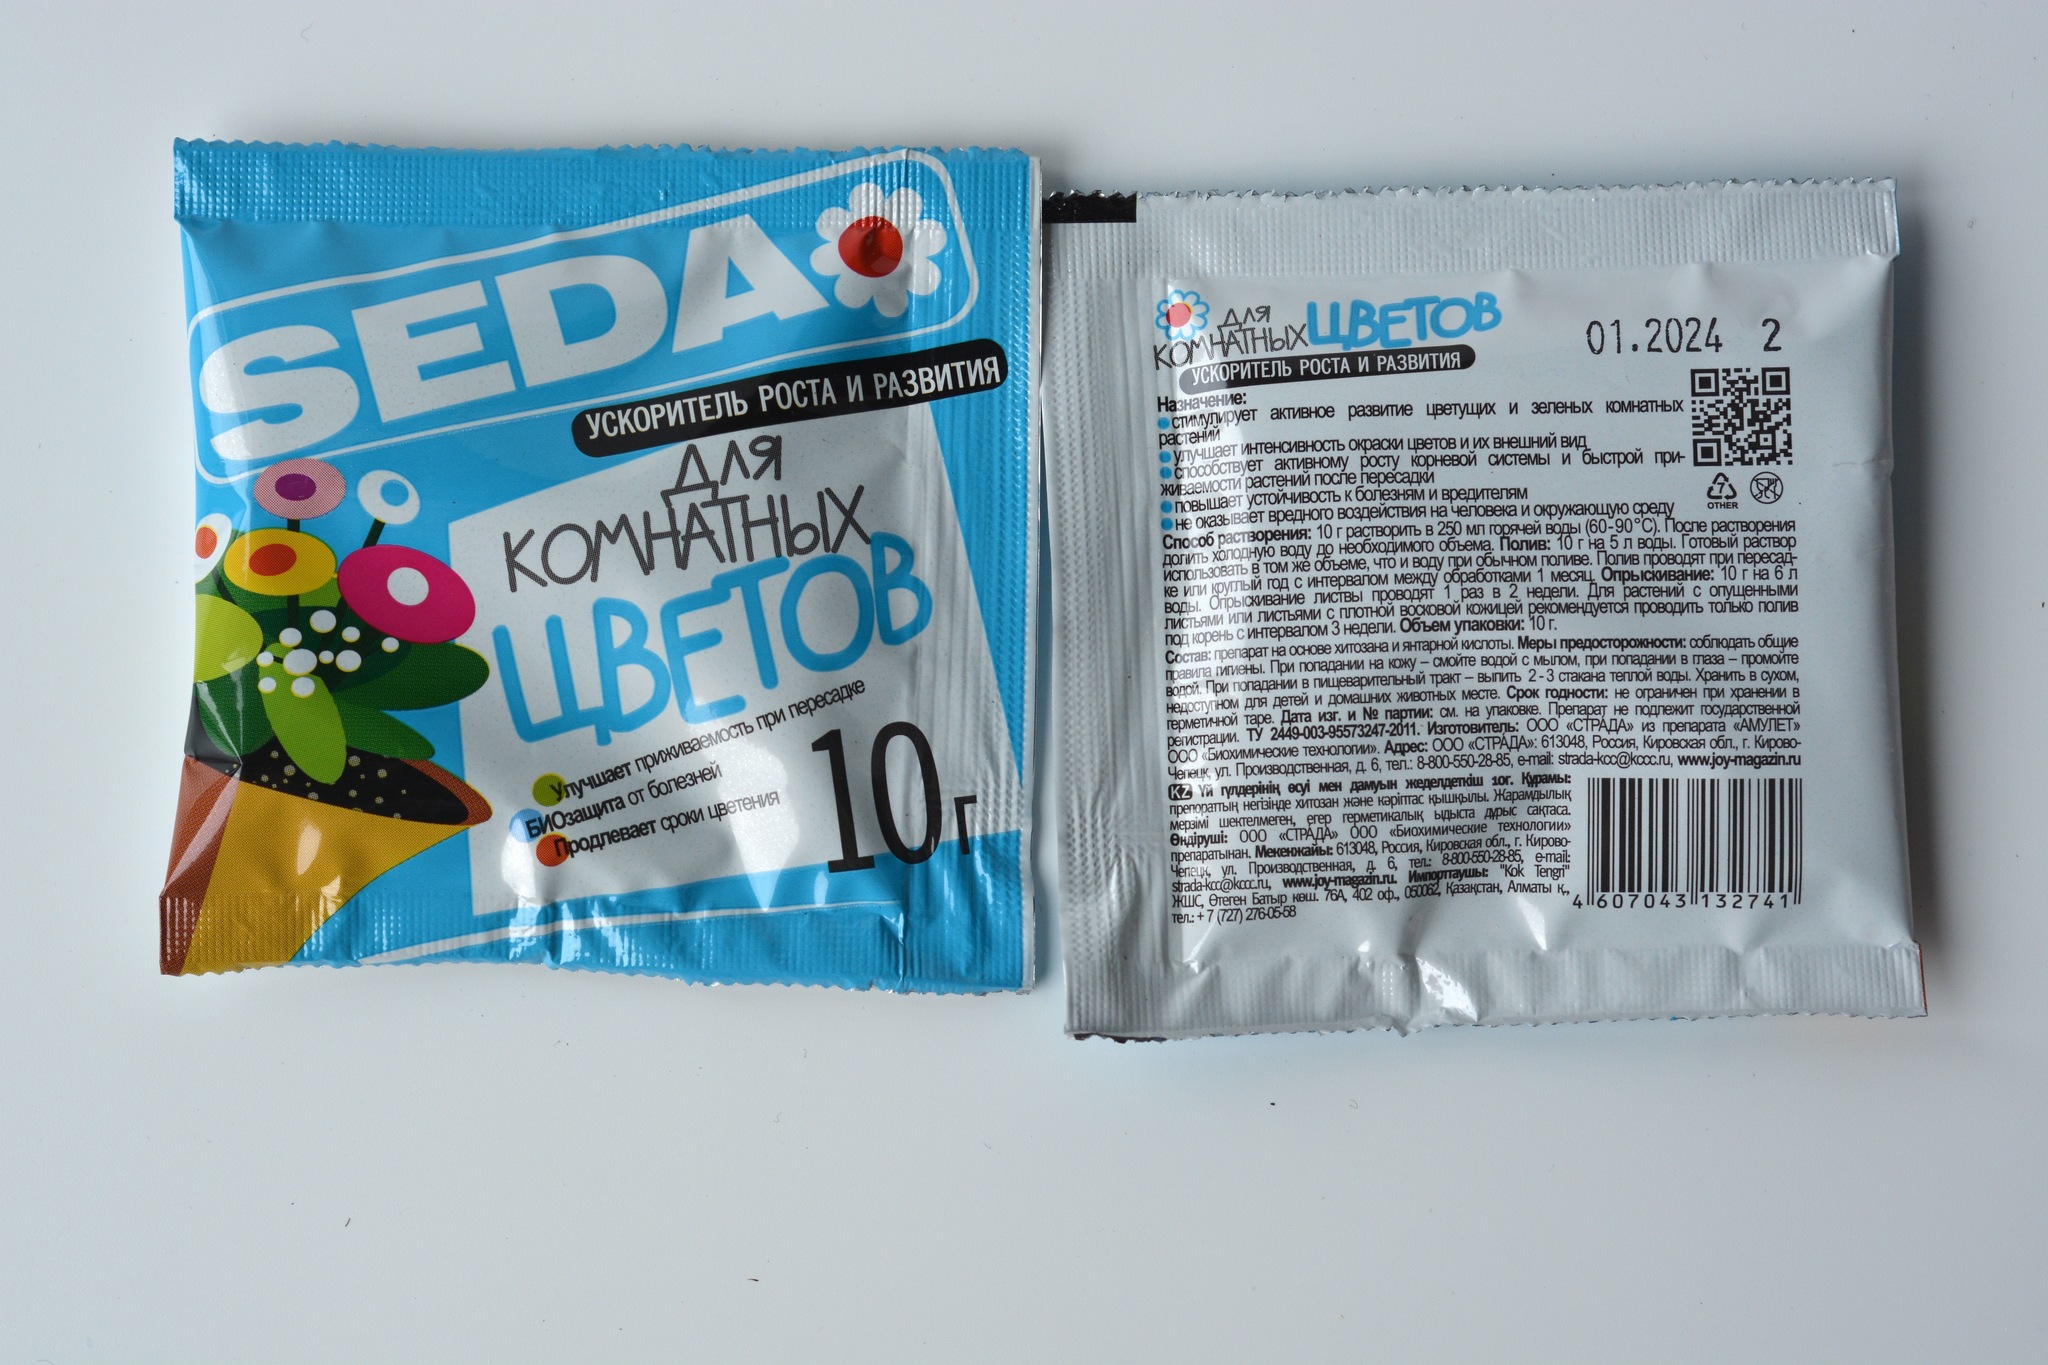 SEDA
УСКОРИТЕЛЬ РОСТА И РАЗВИТИЯ
для
комнатных
цветов
Улучшает приживаемость при пересадке
БИОзащита от болезней
Продлевает сроки цветения
10 г
для
комнатных цветов
УСКОРИТЕЛЬ РОСТА И РАЗВИТИЯ
01.2024 2
Назначение:
стимулирует активное развитие цветущих и зеленых комнатных
растений
улучшает интенсивность окраски цветов и их внешний вид
способствует активному росту корневой системы и быстрой при-
живаемости растений после пересадки
повышает устойчивость к болезням и вредителям
не оказывает вредного воздействия на человека и окружающую среду
7
OTHER
Способ растворения: 10 г растворить в 250 мл горячей воды (60-90°С). После растворения
долить холодную воду до необходимого объема. Полив: 10 г на 5 л воды. Готовый раствор
использовать в том же объеме, что и воду при обычном поливе. Полив проводят при пересад-
ке или круглый год с интервалом между обработками 1 месяц. Опрыскивание: 10 г на 6 л
воды. Опрыскивание листвы проводят 1 раз в 2 недели. Для растений с опущенными
листьями или листьями с плотной восковой кожицей рекомендуется проводить только полив
под корень с интервалом 3 недели. Объем упаковки: 10 г.
Состав: препарат на основе хитозана и янтарной кислоты. Меры предосторожности: соблюдать общие
правила гигиены. При попадании на кожу – смойте водой с мылом, при попадании в глаза – промойте
водой. При попадании в пищеварительный тракт – выпить 2-3 стакана теплой воды. Хранить в сухом,
недоступном для детей и домашних животных месте. Срок годности: не ограничен при хранении в
герметичной таре. Дата изг. и № партии: см. на упаковке. Препарат не подлежит государственной
регистрации. ТУ 2449-003-95573247-2011. Изготовитель: ООО «СТРАДА» из препарата «АМУЛЕТ»
ООО «Биохимические технологии». Адрес: ООО «СТРАДА»: 613048, Россия, Кировская обл., г. Кирово-
Чепецк, ул. Производственная, д. 6, тел.: 8-800-550-28-85, e-mail: strada-kcc@kccc.ru, www.joy-magazin.ru
KZ Үй гүлдерінің өсуі мен дамуын жеделдеткіш 10г. Құрамы:
препораттың негізінде хитозан және кәріптас қышқылы. Жарамдылық
мерзімі шектелмеген, егер герметикалық ыдыста дұрыс сақтаса.
Өндіруші: ООО «СТРАДА» ООО «Биохимические технологии»
препаратынан. Мекенжайы: 613048, Россия, Кировская обл., г. Кирово-
Чепецк, ул. Производственная, д. 6, тел.: 8-800-550-28-85, e-mail:
strada-kcc@kccc.ru, www.joy-magazin.ru. Импорттаушы: "Kok Tengri"
ЖШС, Өтеген Батыр көш. 76А, 402 оф., 050062, Қазақстан, Алматы қ.,
тел.: + 7 (727) 276-05-58
4 607043 132741